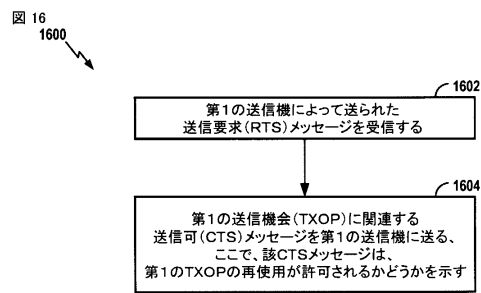 図 16
1600
1602
第1の送信機によって送られた
送信要求(RTS)メッセージを受信する
1604
第1の送信機会(TXOP)に関連する
送信可(CTS)メッセージを第1の送信機に送る、
ここで、該CTSメッセージは、
第1のTXOPの再使用が許可されるかどうかを示す